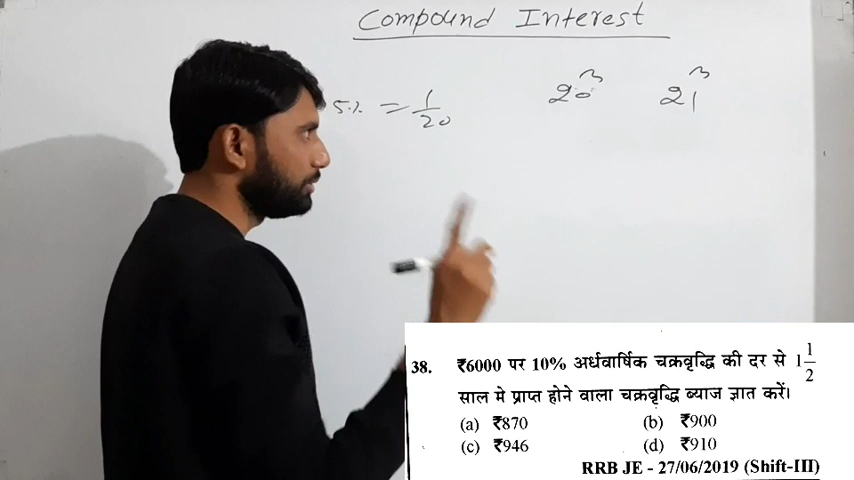 Compound Interest
5% = 1/20 20³ 21³
38. ₹6000 पर 10% अर्धवार्षिक चक्रवृद्धि की दर से 1 1/2
साल मे प्राप्त होने वाला चक्रवृद्धि ब्याज ज्ञात करें।
(a) ₹870 (b) ₹900
(c) ₹946 (d) ₹910
RRB JE - 27/06/2019 (Shift-III)